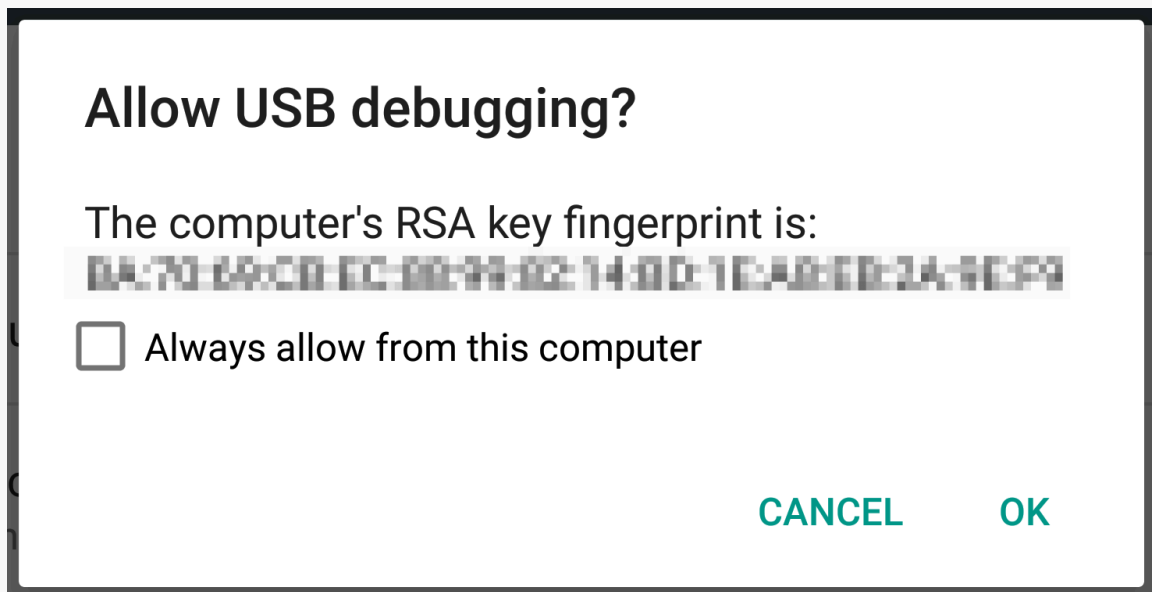 Allow USB debugging?
The computer's RSA key fingerprint is:
Always allow from this computer
CANCEL OK